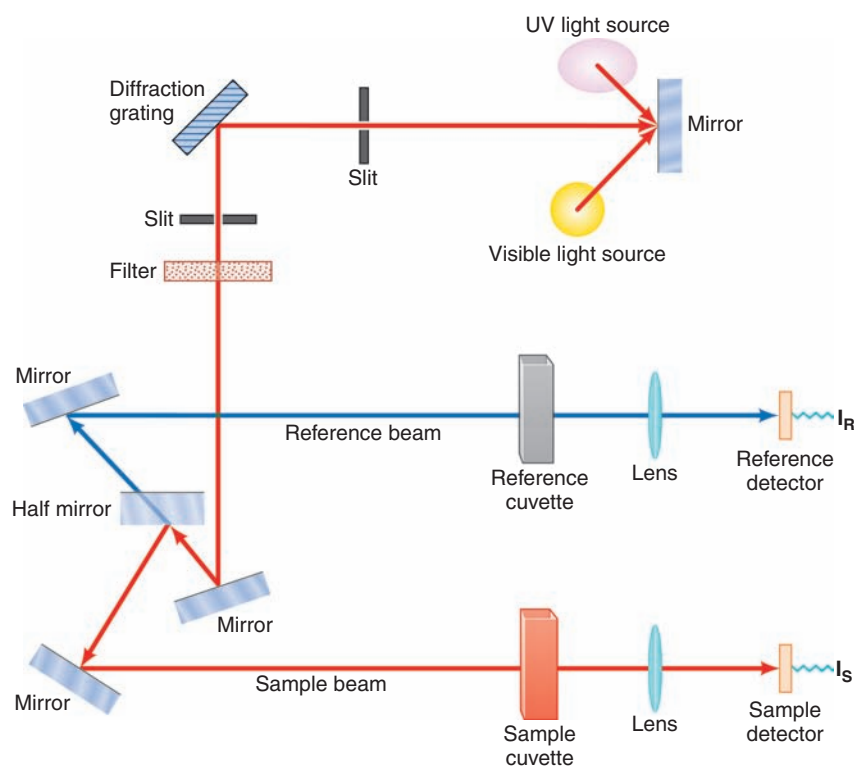 UV light source
Diffraction
grating
Mirror
Slit
Slit
Visible light source
Filter
Mirror
Reference beam
I_R
Reference
cuvette
Lens
Reference
detector
Half mirror
Mirror
Sample beam
I_S
Mirror
Sample
cuvette
Lens
Sample
detector